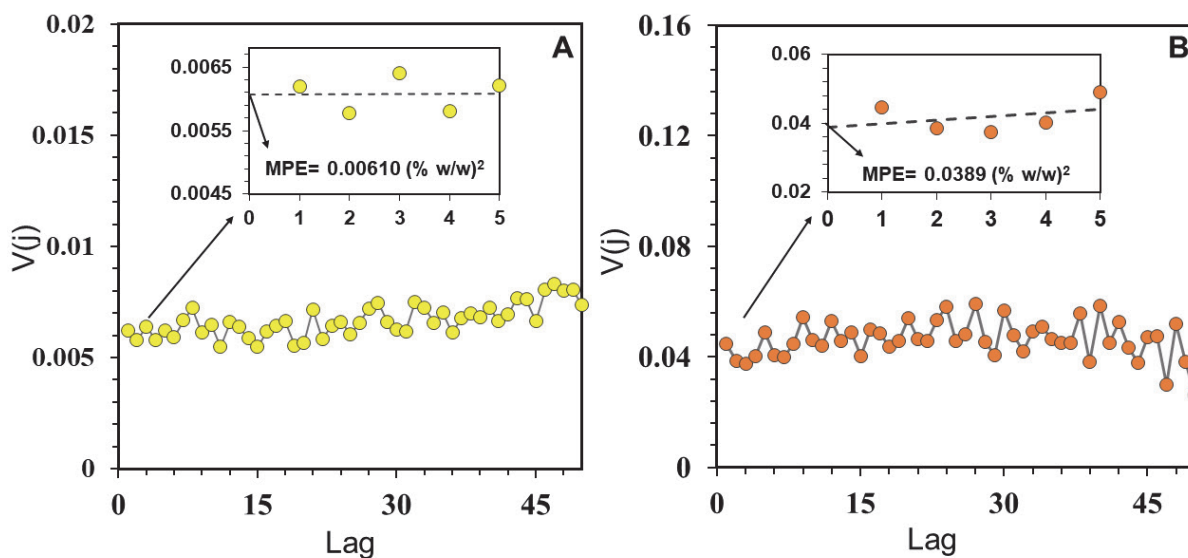 A
V(j)
0.02
0.015
0.01
0.005
0
0.0065
0.0055
0.0045
MPE= 0.00610 (% w/w)²
0 1 2 3 4 5
0 15 30 45
Lag
B
V(j)
0.16
0.12
0.08
0.04
0
0.06
0.04
0.02
MPE= 0.0389 (% w/w)²
0 1 2 3 4 5
0 15 30 45
Lag